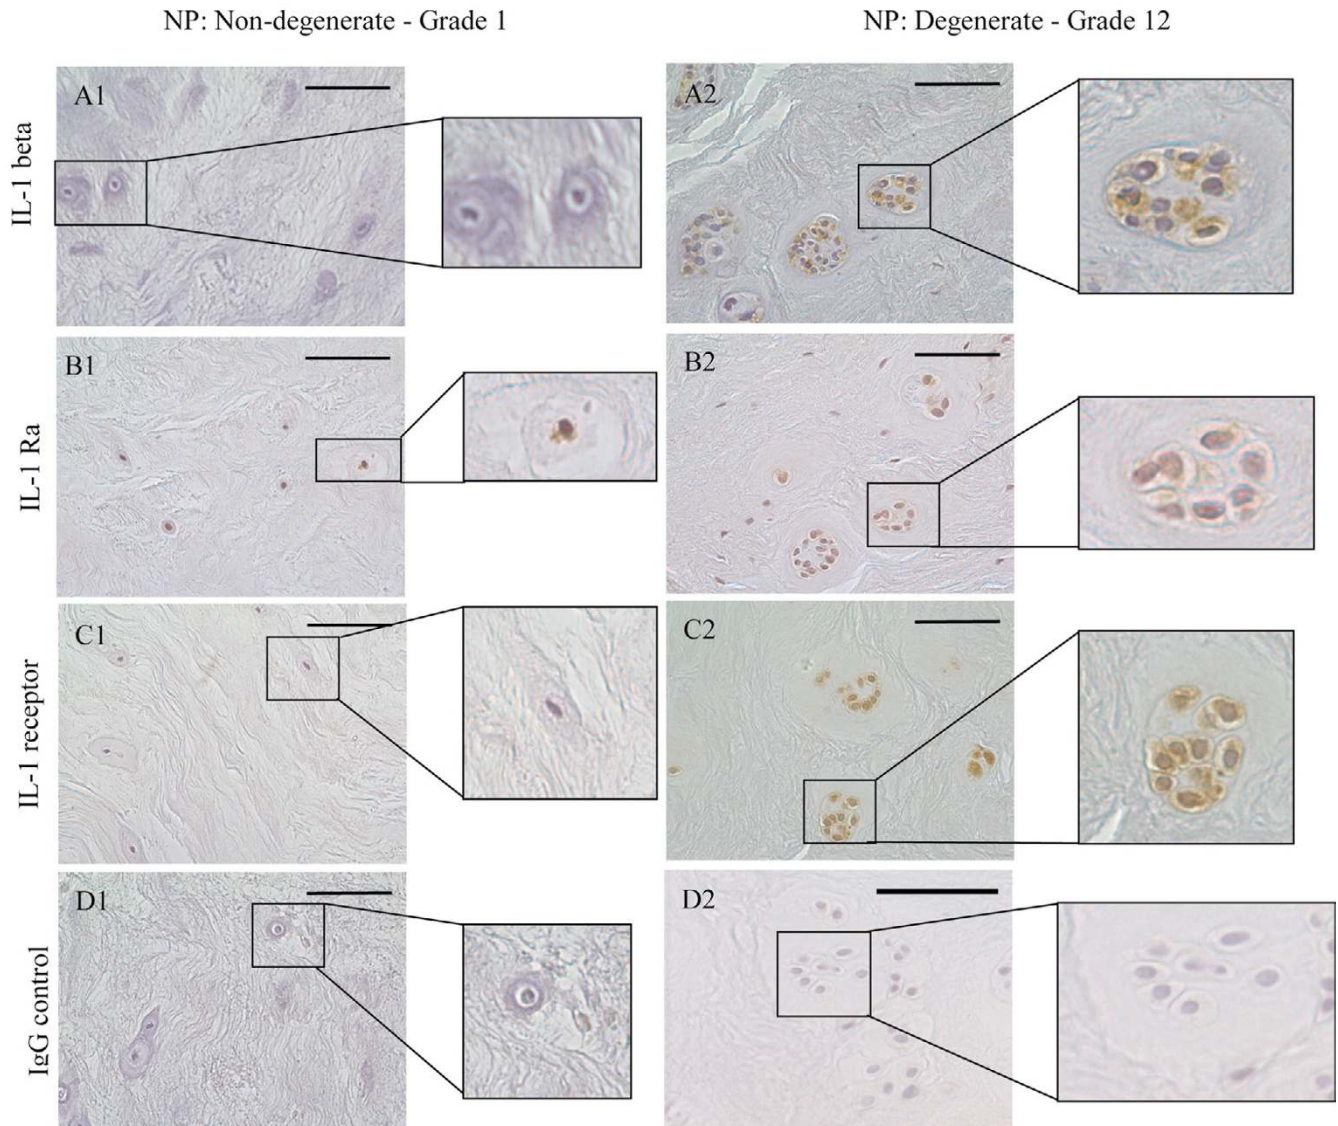 NP: Non-degenerate - Grade 1
NP: Degenerate - Grade 12
IL-1 beta
A1
A2
IL-1 Ra
B1
B2
IL-1 receptor
C1
C2
IgG control
D1
D2